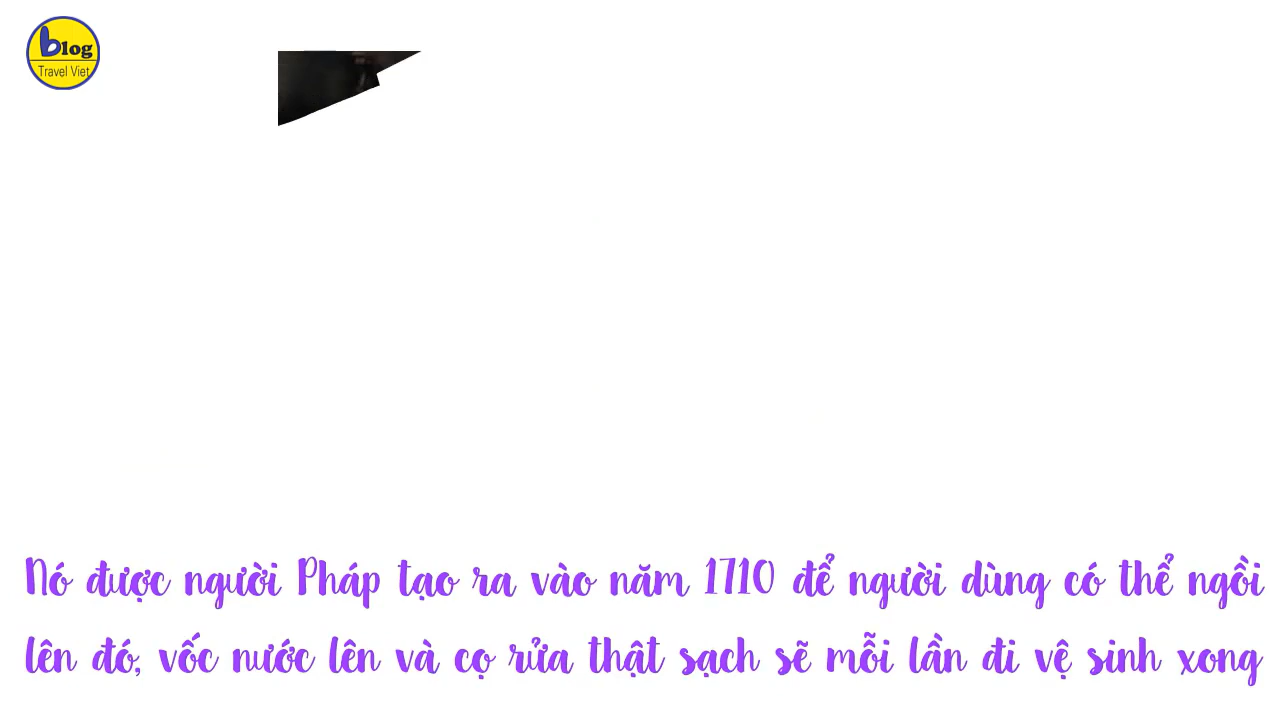 blog
Travel Viet
Nó được người Pháp tạo ra vào năm 1710 để người dùng có thể ngồi
lên đó, vốc nước lên và cọ rửa thật sạch sẽ mỗi lần đi vệ sinh xong